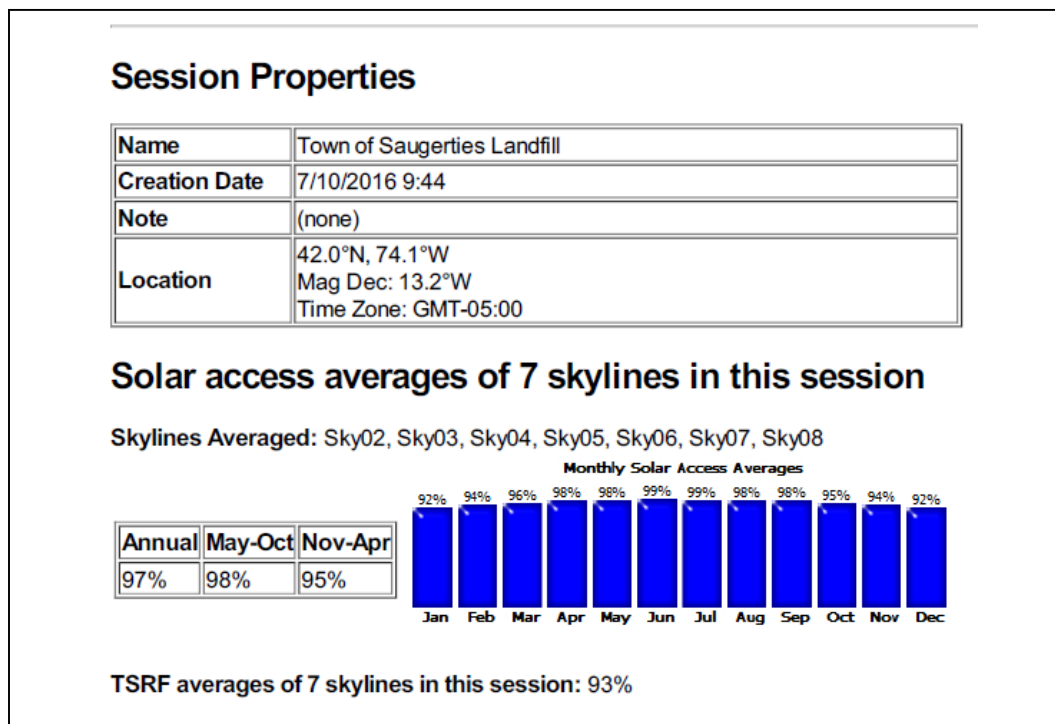 Session Properties
Name Town of Saugerties Landfill
Creation Date 7/10/2016 9:44
Note (none)
Location 42.0°N, 74.1°W
Mag Dec: 13.2°W
Time Zone: GMT-05:00
Solar access averages of 7 skylines in this session
Skylines Averaged: Sky02, Sky03, Sky04, Sky05, Sky06, Sky07, Sky08
Monthly Solar Access Averages
92% 94% 96% 98% 98% 99% 99% 98% 98% 95% 94% 92%
Annual May-Oct Nov-Apr
97% 98% 95%
Jan Feb Mar Apr May Jun Jul Aug Sep Oct Nov Dec
TSRF averages of 7 skylines in this session: 93%